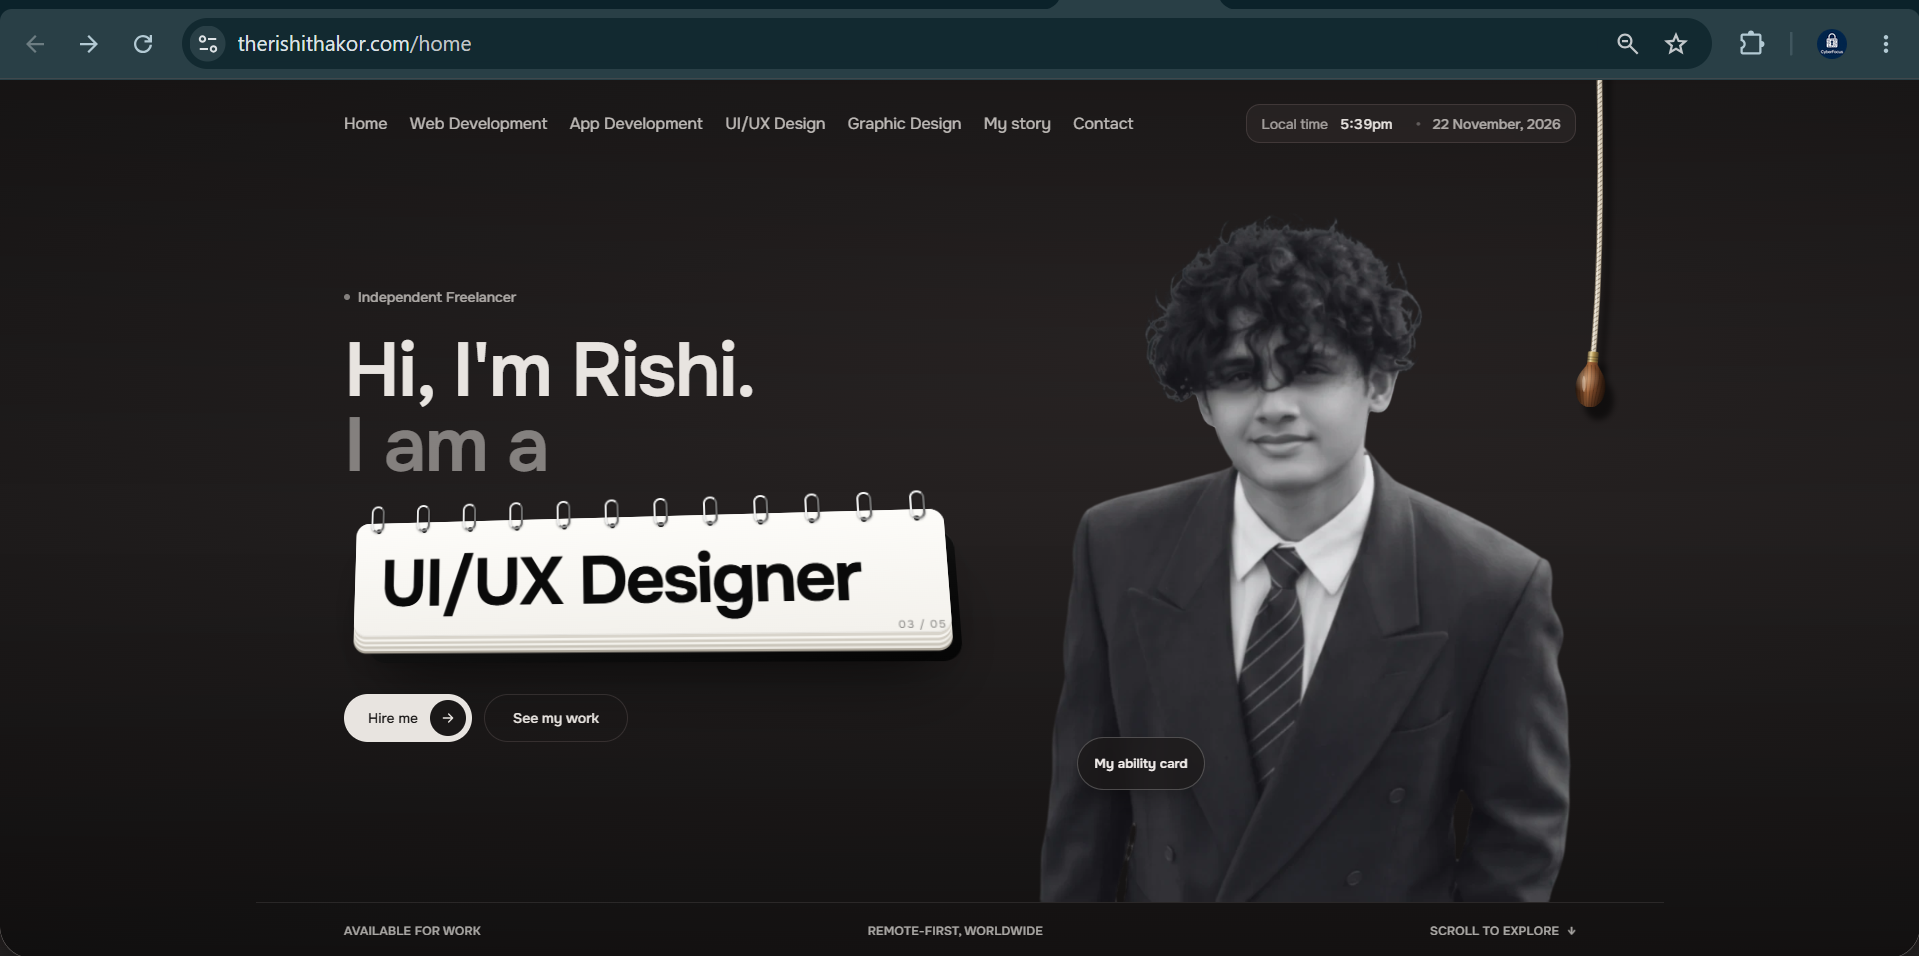 therishithakor.com/home
Home Web Development App Development UI/UX Design Graphic Design My story Contact
Local time 5:39pm • 22 November, 2026
Independent Freelancer
Hi, I'm Rishi.
I am a
UI/UX Designer
03 / 05
Hire me
See my work
My ability card
AVAILABLE FOR WORK
REMOTE-FIRST, WORLDWIDE
SCROLL TO EXPLORE ↓